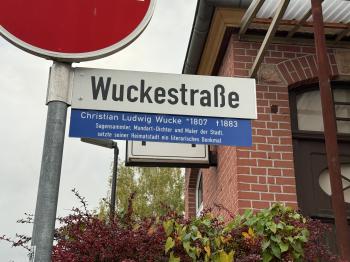 Wuckestraße
Christian Ludwig Wucke *1807 †1883
Sagensammler, Mundart-Dichter und Maler der Stadt,
setzte seiner Heimatstadt ein literarisches Denkmal